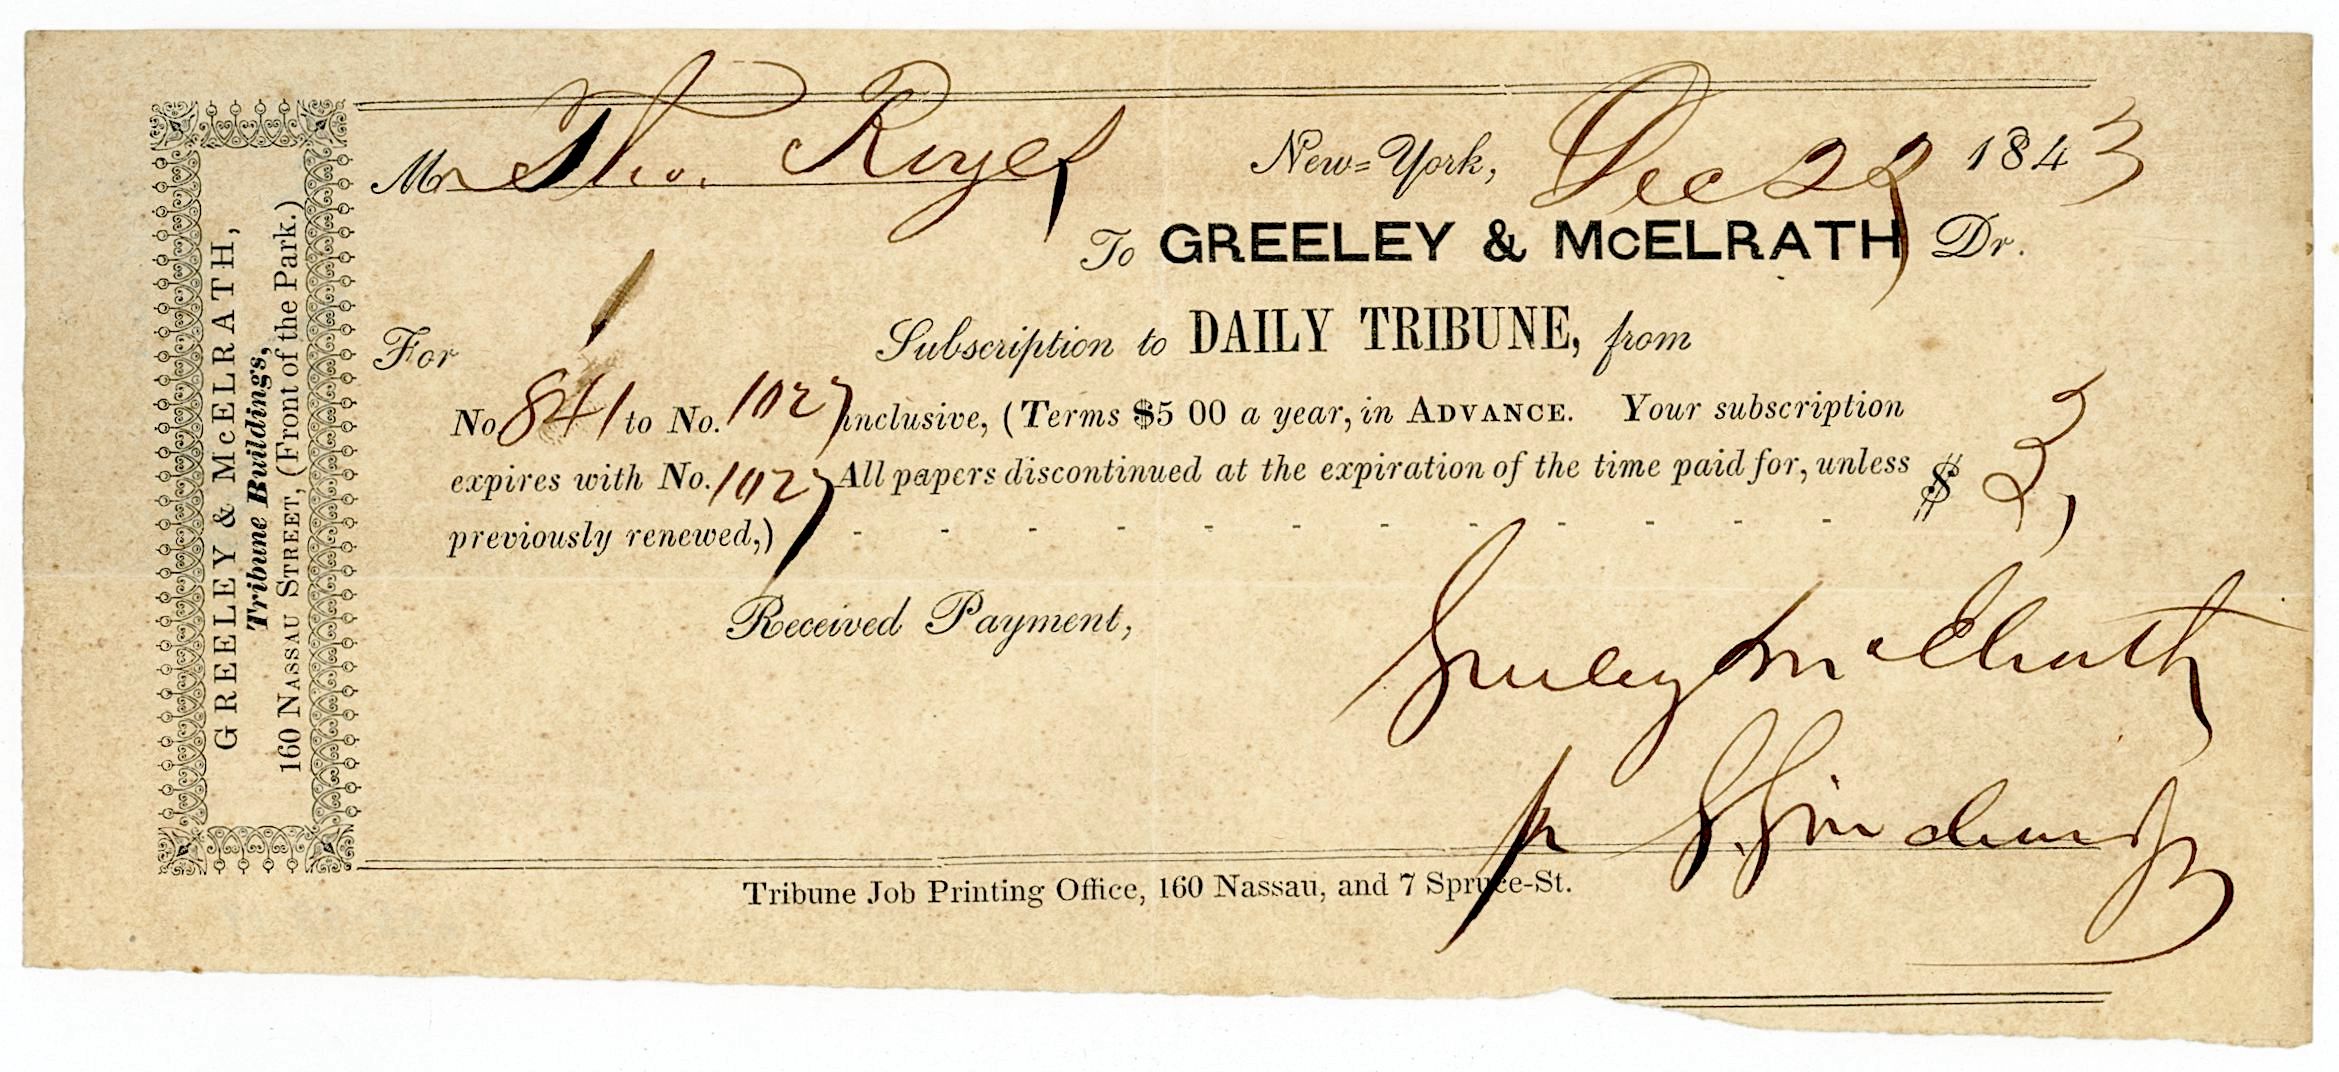 GREELEY & McELRATH,
Tribune Buildings,
160 NASSAU STREET, (Front of the Park.)
Mr Tho. Royes New=York, Dec 22 1843
To GREELEY & McELRATH Dr.
For 1 Subscription to DAILY TRIBUNE, from
No 841 to No. 1027 inclusive, (Terms $5 00 a year, in ADVANCE. Your subscription
expires with No. 1027 All papers discontinued at the expiration of the time paid for, unless
previously renewed,) - - - - - - - - - - - - $ 3,
Received Payment,
Greeley & McElrath
pr S. 
Tribune Job Printing Office, 160 Nassau, and 7 Spruce-St.